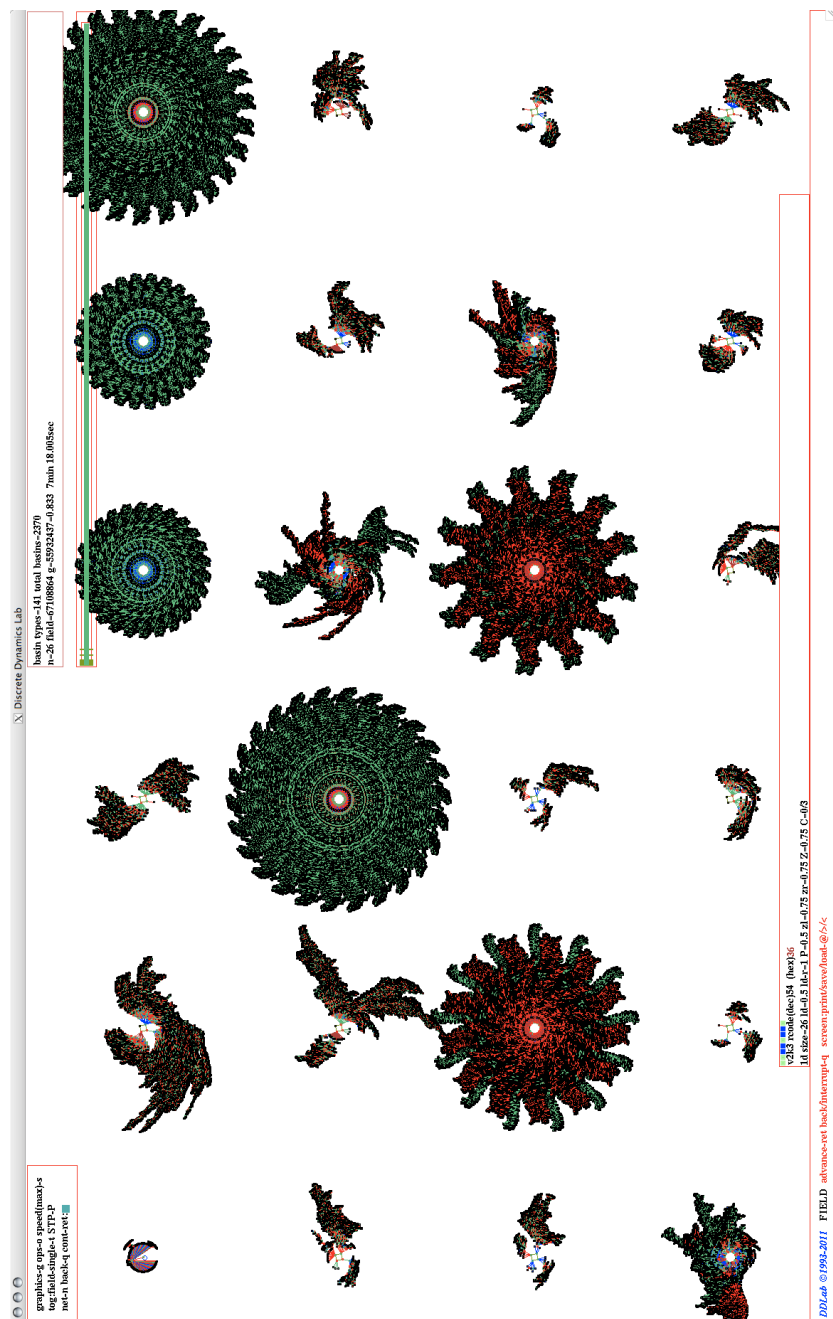 Discrete Dynamics Lab
graphics-g ops-o speed(max)-s
tog:field-single-t STP-P
net-n back-q cont-ret:
basin types=141 total basins=2370
n=26 field=67108864 g=55932437=0.833 7min 18.005sec
v2k3 rcode(dec)54 (hex)36
1d size=26 ld=0.5 ld-r=1 P=0.5 zl=0.75 zr=0.75 Z=0.75 C=0/3
DDLab ©1993-2011 FIELD advance-ret back/interrupt-q screen:print/save/load-@/>/<